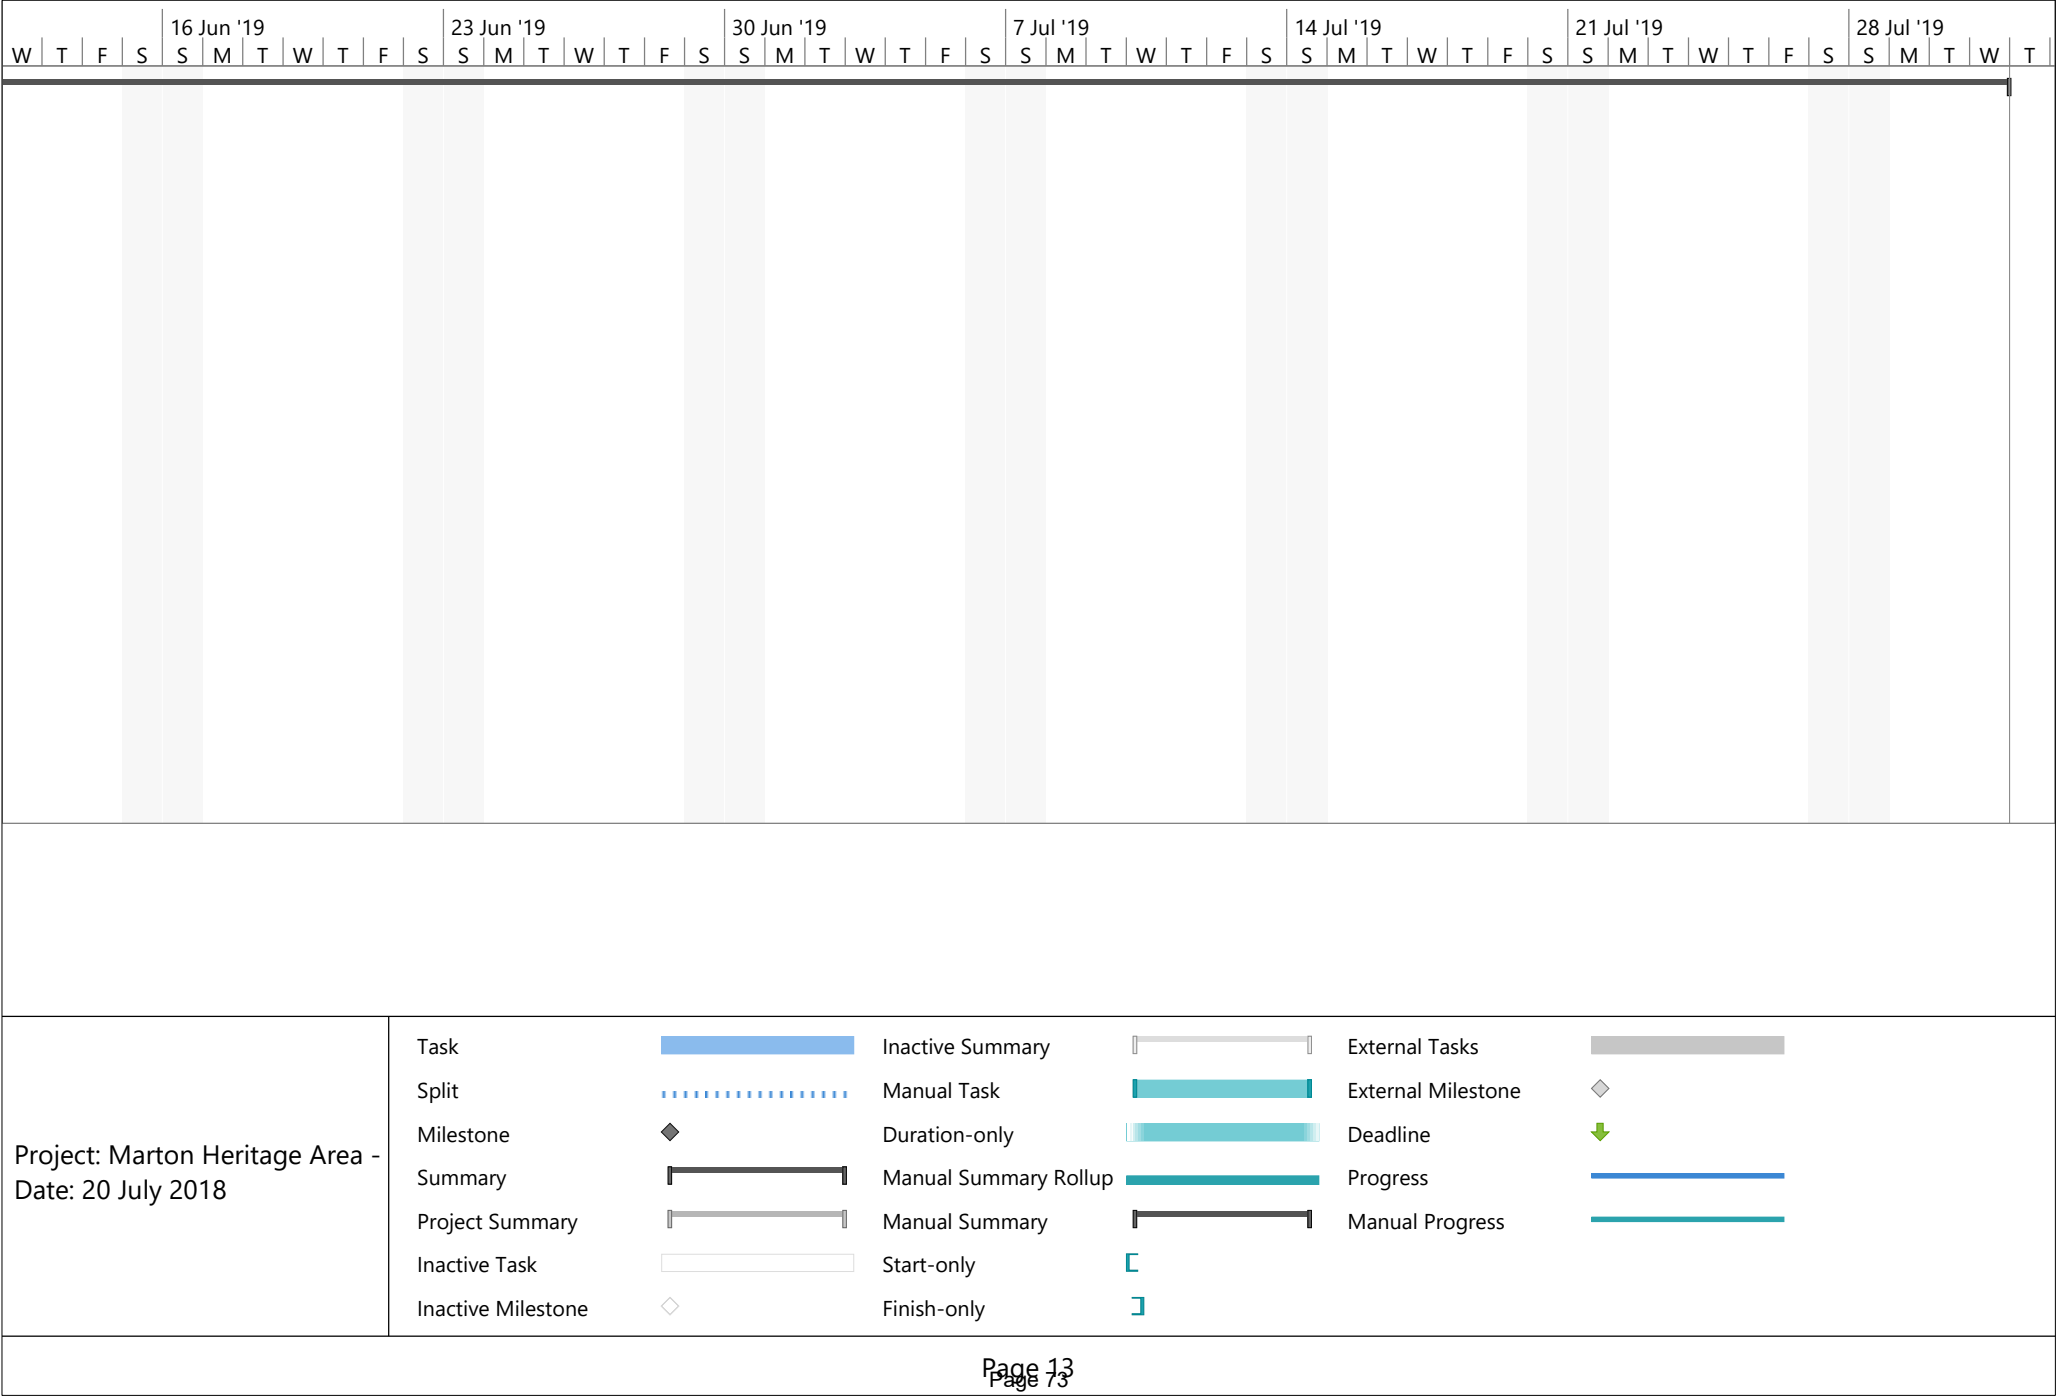 16 Jun '19 23 Jun '19 30 Jun '19 7 Jul '19 14 Jul '19 21 Jul '19 28 Jul '19
W T F S S M T W T F S S M T W T F S S M T W T F S S M T W T F S S M T W T F S S M T W T F S S M T W T
Task Inactive Summary External Tasks
Split Manual Task External Milestone
Milestone Duration-only Deadline
Project: Marton Heritage Area -
Date: 20 July 2018
Summary Manual Summary Rollup Progress
Project Summary Manual Summary Manual Progress
Inactive Task Start-only
Inactive Milestone Finish-only
Page 13
Page 73